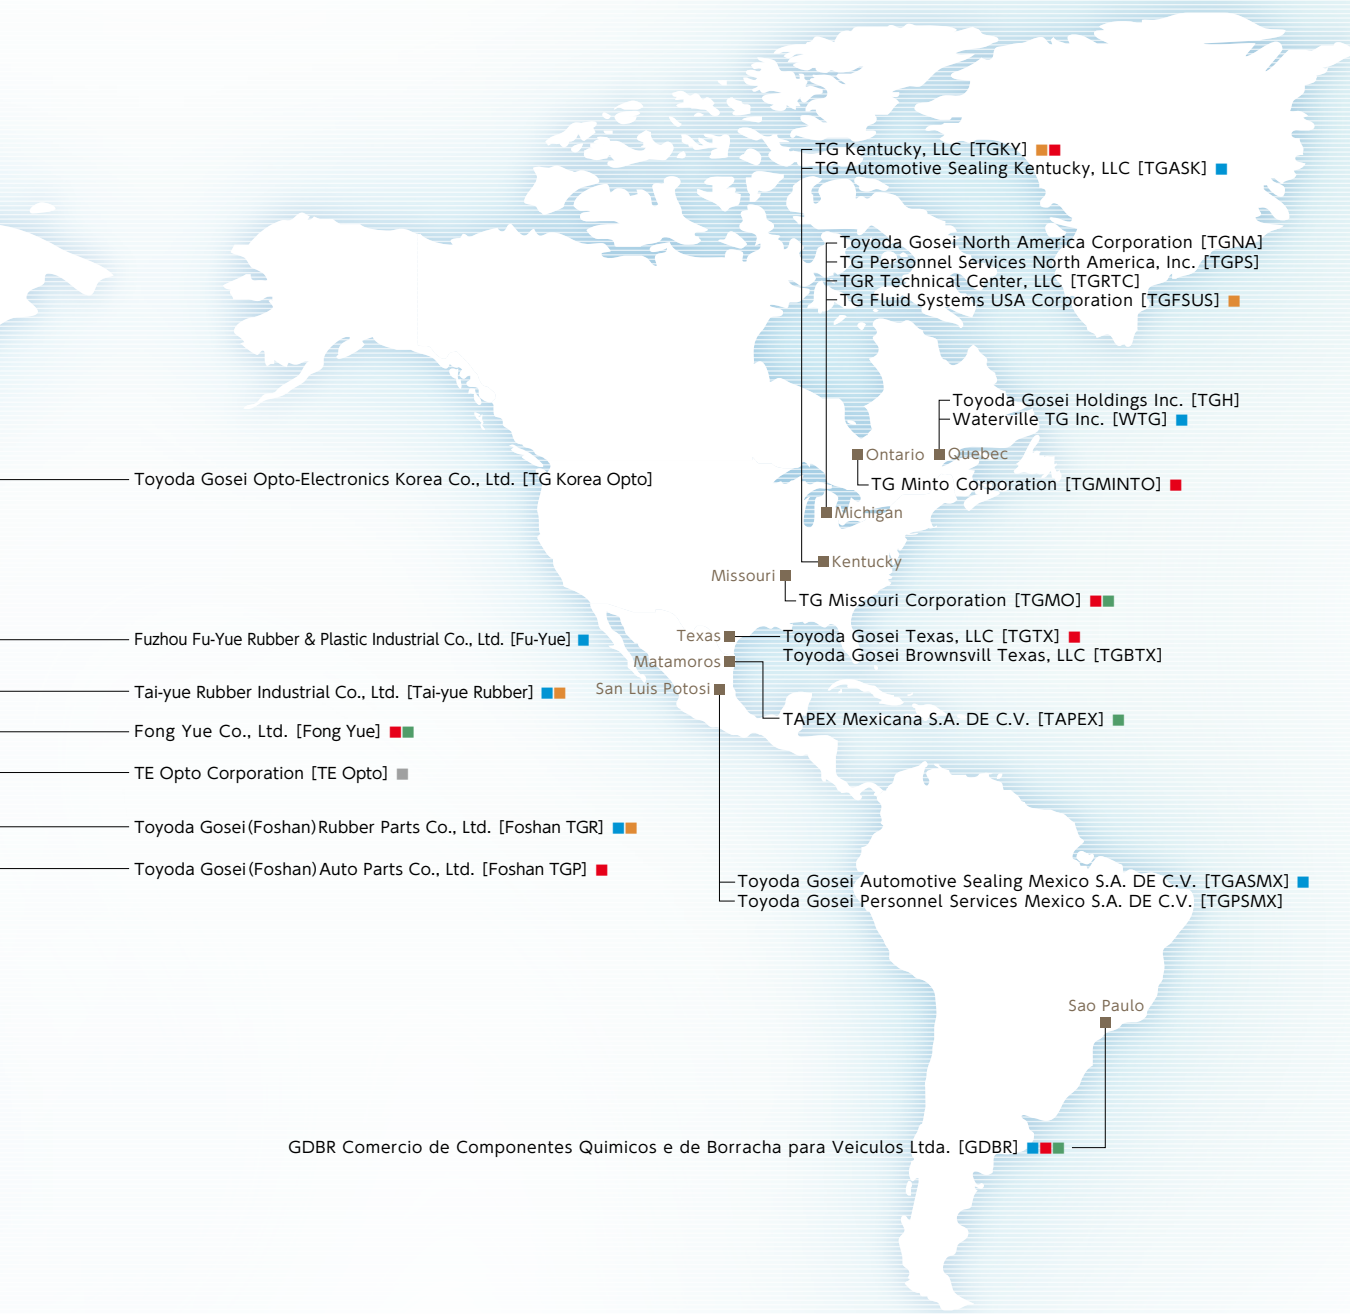 TG Kentucky, LLC [TGKY]
TG Automotive Sealing Kentucky, LLC [TGASK]
Toyoda Gosei North America Corporation [TGNA]
TG Personnel Services North America, Inc. [TGPS]
TGR Technical Center, LLC [TGRTC]
TG Fluid Systems USA Corporation [TGFSUS]
Toyoda Gosei Holdings Inc. [TGH]
Waterville TG Inc. [WTG]
Ontario
Quebec
TG Minto Corporation [TGMINTO]
Michigan
Kentucky
Missouri
TG Missouri Corporation [TGMO]
Texas
Toyoda Gosei Texas, LLC [TGTX]
Toyoda Gosei Brownsvill Texas, LLC [TGBTX]
Matamoros
San Luis Potosi
TAPEX Mexicana S.A. DE C.V. [TAPEX]
Toyoda Gosei Opto-Electronics Korea Co., Ltd. [TG Korea Opto]
Fuzhou Fu-Yue Rubber & Plastic Industrial Co., Ltd. [Fu-Yue]
Tai-yue Rubber Industrial Co., Ltd. [Tai-yue Rubber]
Fong Yue Co., Ltd. [Fong Yue]
TE Opto Corporation [TE Opto]
Toyoda Gosei (Foshan) Rubber Parts Co., Ltd. [Foshan TGR]
Toyoda Gosei (Foshan) Auto Parts Co., Ltd. [Foshan TGP]
Toyoda Gosei Automotive Sealing Mexico S.A. DE C.V. [TGASMX]
Toyoda Gosei Personnel Services Mexico S.A. DE C.V. [TGPSMX]
Sao Paulo
GDBR Comercio de Componentes Quimicos e de Borracha para Veiculos Ltda. [GDBR]